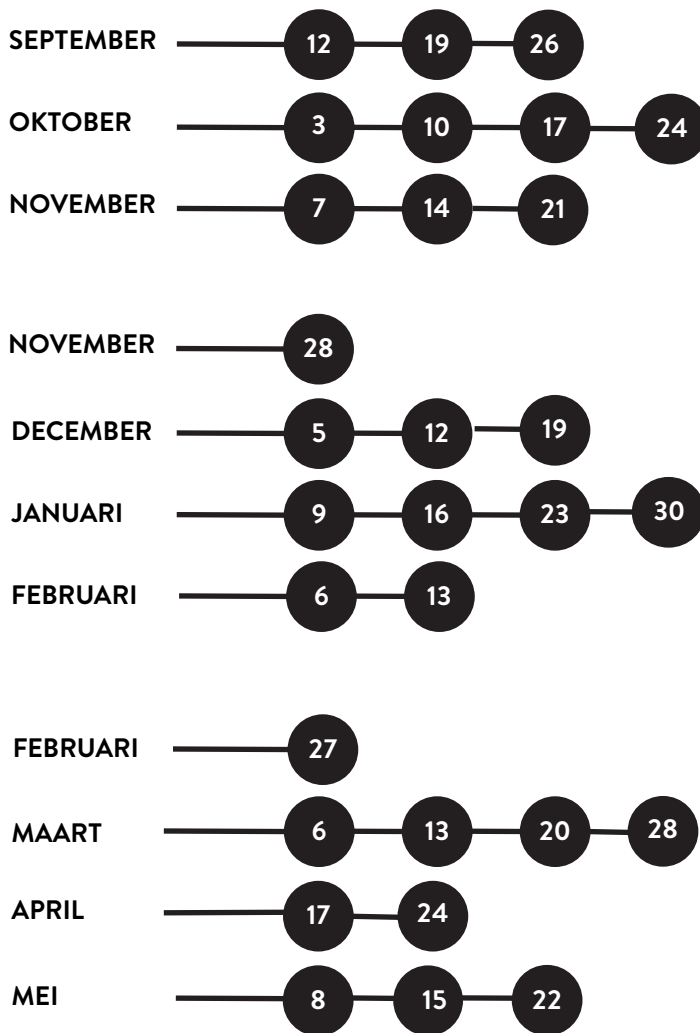 SEPTEMBER 12 19 26
OKTOBER 3 10 17 24
NOVEMBER 7 14 21
NOVEMBER 28
DECEMBER 5 12 19
JANUARI 9 16 23 30
FEBRUARI 6 13
FEBRUARI 27
MAART 6 13 20 28
APRIL 17 24
MEI 8 15 22